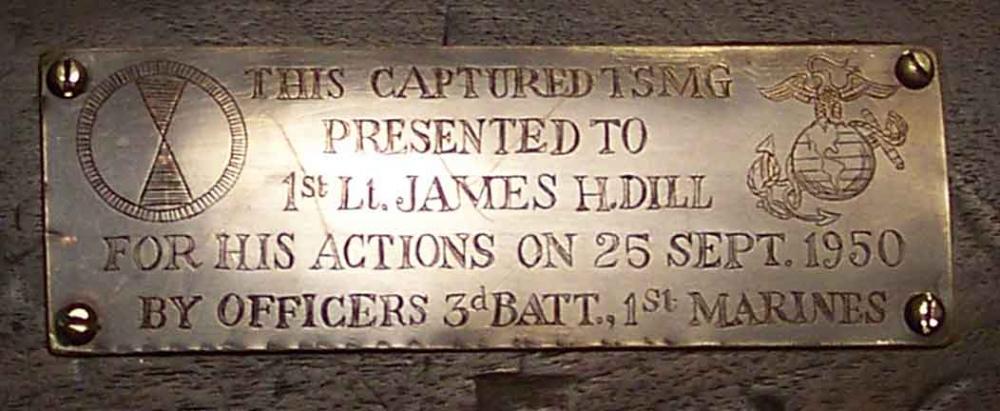 THIS CAPTURED TSMG
PRESENTED TO
1st Lt. JAMES H.DILL
FOR HIS ACTIONS ON 25 SEPT. 1950
BY OFFICERS 3d BATT., 1st MARINES